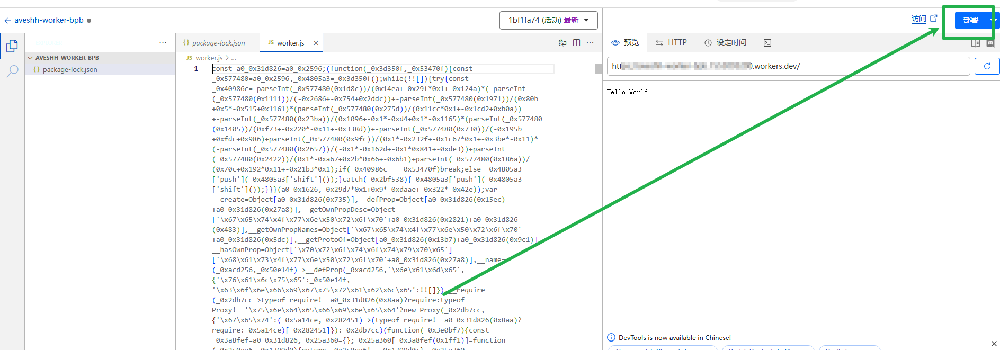 aveshh-worker-bpb
1bf1fa74 (活动) 最新
访问
部署
AVESHH-WORKER-BPB
{} package-lock.json
{} package-lock.json
JS worker.js
JS worker.js > ...
预览
HTTP
设定时间
.workers.dev/
Hello World!
1
const a0_0x31d826=a0_0x2596;(function(_0x3d350f,_0x53470f){const
_0x577480=a0_0x2596,_0x4805a3=_0x3d350f();while(!![]){try{const
_0x40986c=-parseInt(_0x577480(0x1d8c))/(0x14ea+-0x29f*0x1+-0x124a)*(-parseInt
(_0x577480(0x1111))/(-0x2686+-0x754+0x2ddc))+-parseInt(_0x577480(0x1971))/(0x80b
+0x5*-0x515+0x1161)*(parseInt(_0x577480(0x275d))/(0x11cc*0x1+-0x1cd2+0xb0a))
+-parseInt(_0x577480(0x23ba))/(0x1096+-0x1*-0xd4+0x1*-0x1165)*(parseInt(_0x577480
(0x1405))/(0xf73+-0x220*-0x11+-0x338d))+-parseInt(_0x577480(0x730))/(-0x195b
+0xfdc+0x986)+parseInt(_0x577480(0x9fc))/(0x1*-0x232f+-0x1c67*0x1+-0x3be*-0x11)*
(-parseInt(_0x577480(0x2657))/(-0x1*-0x162d+-0x1*0x841+-0xde3))+parseInt
(_0x577480(0x2422))/(0x1*-0xa67+0x2b*0x66+-0x6b1)+parseInt(_0x577480(0x186a))/
(0x70c+0x192*0x11+-0x21b3*0x1);if(_0x40986c===_0x53470f)break;else _0x4805a3
['push'](_0x4805a3['shift']());}catch(_0x2bf538){_0x4805a3['push'](_0x4805a3
['shift']());}}}(a0_0x1626,-0x29d7*0x1+0x9*-0xdaae+-0x322*-0x42e));var
__create=Object[a0_0x31d826(0x735)],__defProp=Object[a0_0x31d826(0x15ec)
+a0_0x31d826(0x27a8)],__getOwnPropDesc=Object
['\x67\x65\x74\x4f\x77\x6e\x50\x72\x6f\x70'+a0_0x31d826(0x2821)+a0_0x31d826
(0x483)],__getOwnPropNames=Object['\x67\x65\x74\x4f\x77\x6e\x50\x72\x6f\x70'
+a0_0x31d826(0x5dc)],__getProtoOf=Object[a0_0x31d826(0x13b7)+a0_0x31d826(0x9c1)]
__hasOwnProp=Object['\x70\x72\x6f\x74\x6f\x74\x79\x70\x65']
['\x68\x61\x73\x4f\x77\x6e\x50\x72\x6f\x70'+a0_0x31d826(0x27a8)],__name=
(_0xacd256,_0x50e14f)=>__defProp(_0xacd256,'\x6e\x61\x6d\x65',
{'\x76\x61\x6c\x75\x65':_0x50e14f,
'\x63\x6f\x6e\x66\x69\x67\x75\x72\x61\x62\x6c\x65':!![]}) __require=
(_0x2db7cc=>typeof require!==a0_0x31d826(0x8aa)?require:typeof
Proxy!=='\x75\x6e\x64\x65\x66\x69\x6e\x65\x64'?new Proxy(_0x2db7cc,
{'\x67\x65\x74':(_0x5a14ce,_0x282451)=>(typeof require!==a0_0x31d826(0x8aa)?
require:_0x5a14ce)[_0x282451]}):_0x2db7cc)(function(_0x3e0bf7){const
_0x3a8fef=a0_0x31d826,_0x25a360={};_0x25a360[_0x3a8fef(0x1ff1)]=function
DevTools is now available in Chinese!